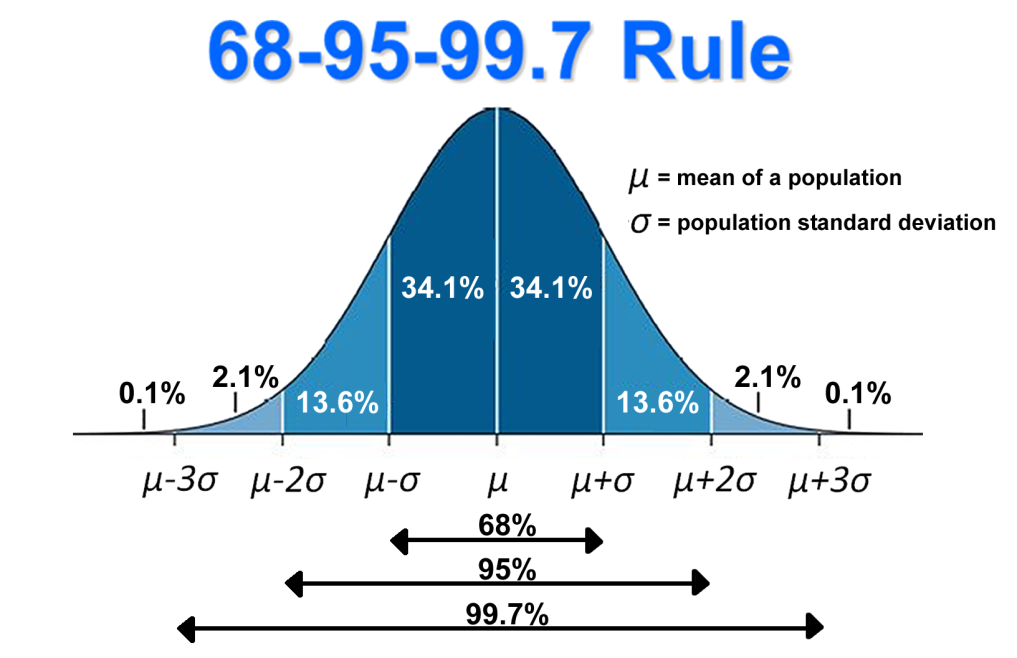 68-95-99.7 Rule
μ = mean of a population
σ = population standard deviation
34.1% 34.1%
0.1% 2.1% 13.6% 13.6% 2.1% 0.1%
μ-3σ μ-2σ μ-σ μ μ+σ μ+2σ μ+3σ
68%
95%
99.7%